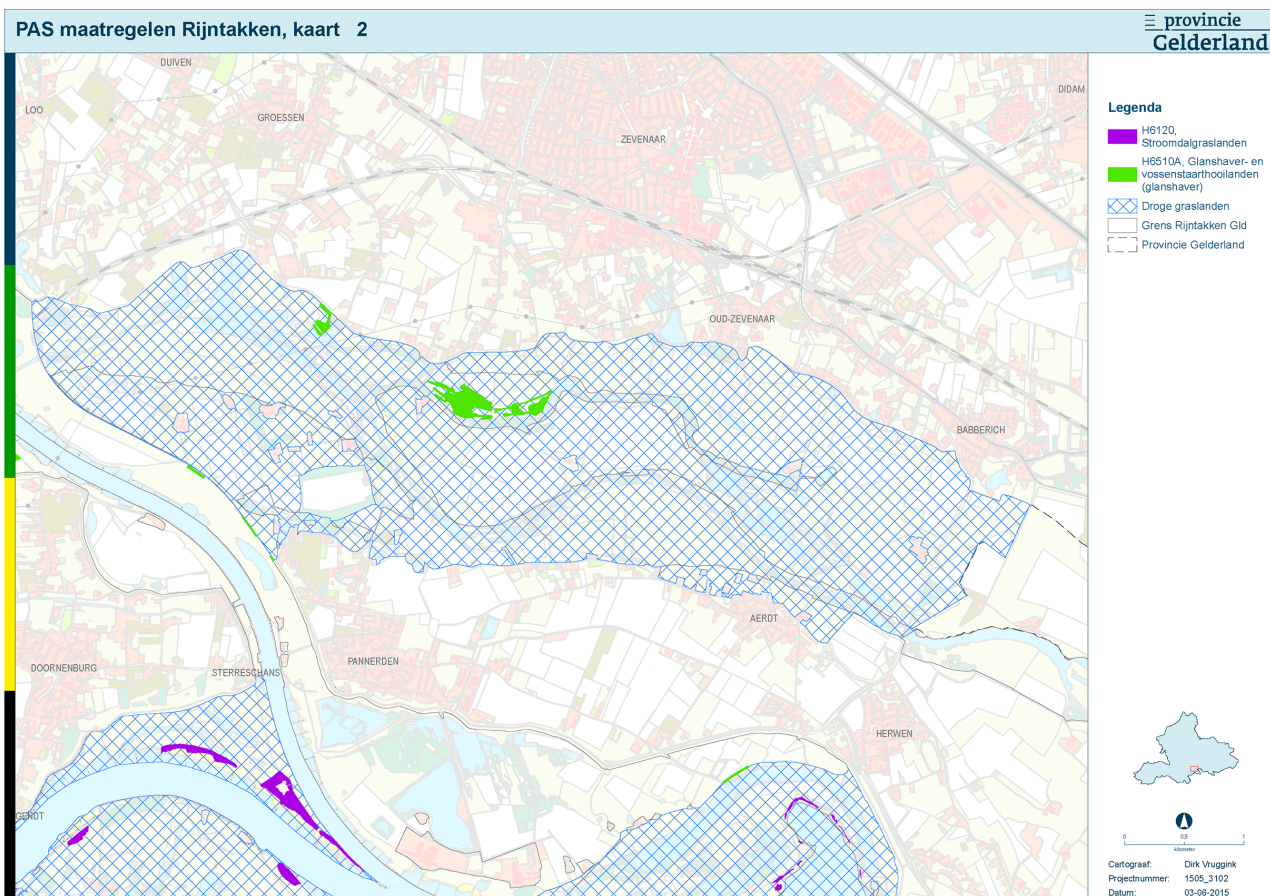 PAS maatregelen Rijntakken, kaart 2
provincie
Gelderland
DUIVEN
LOO
GROESSEN
ZEVENAAR
DIDAM
OUD-ZEVENAAR
BABBERICH
AERDT
DOORNENBURG
STERRESCHANS
PANNERDEN
HERWEN
GENDT
Legenda
H6120,
Stroomdalgraslanden
H6510A, Glanshaver- en
vossenstaarthooilanden
(glanshaver)
Droge graslanden
Grens Rijntakken Gld
Provincie Gelderland
0 0,5 1
kilometer
Cartograaf: Dirk Vruggink
Projectnummer: 1505_3102
Datum: 03-06-2015